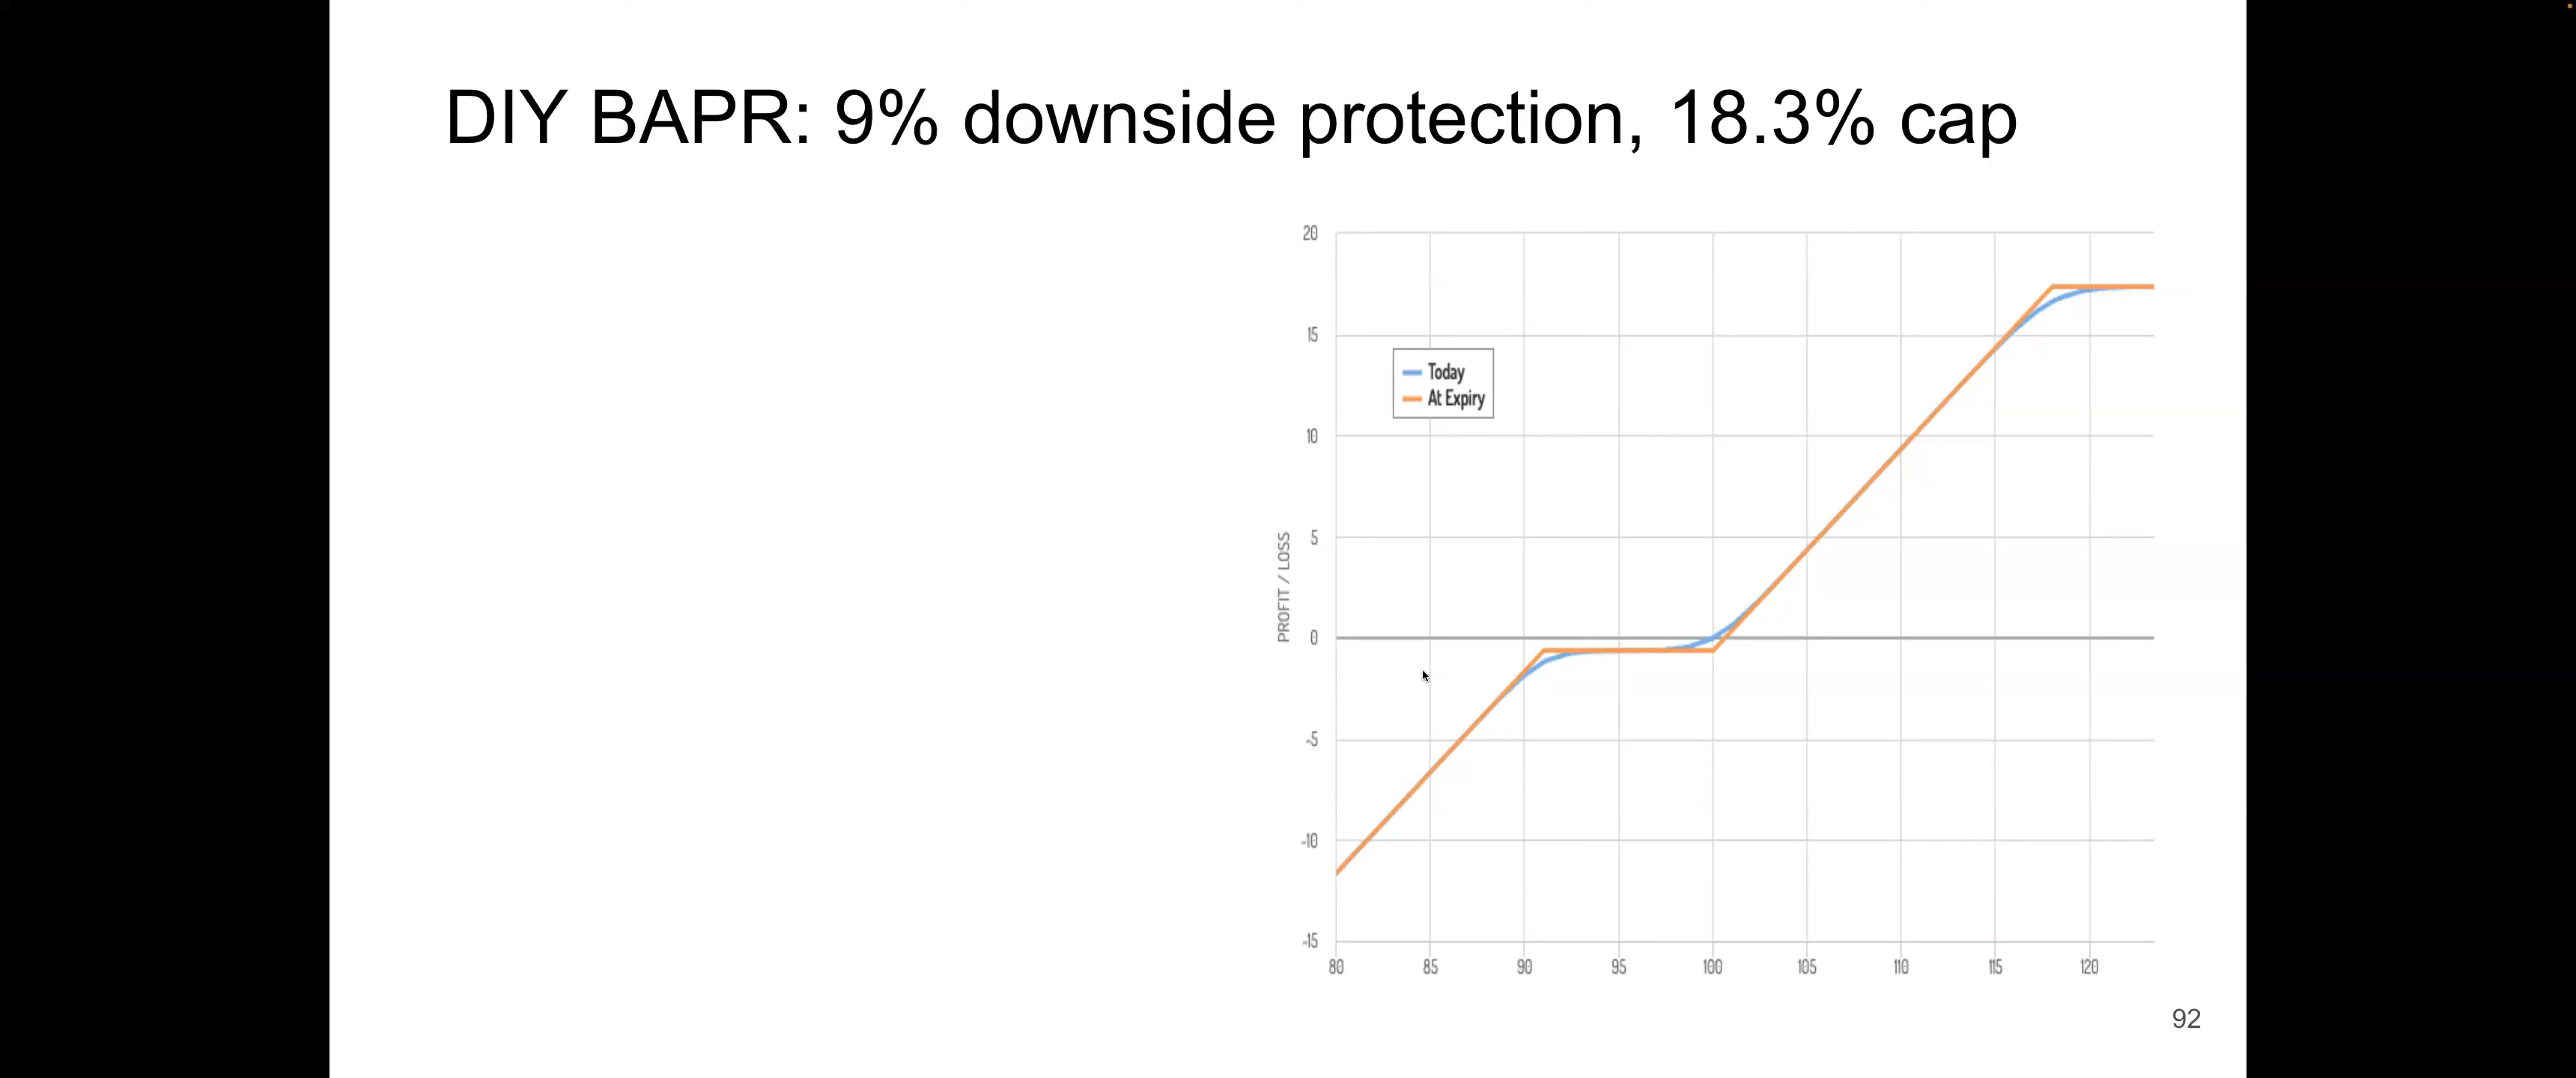 DIY BAPR: 9% downside protection, 18.3% cap
20
15
Today
At Expiry
10
5
PROFIT / LOSS
0
-5
-10
-15
80 85 90 95 100 105 110 115 120
92